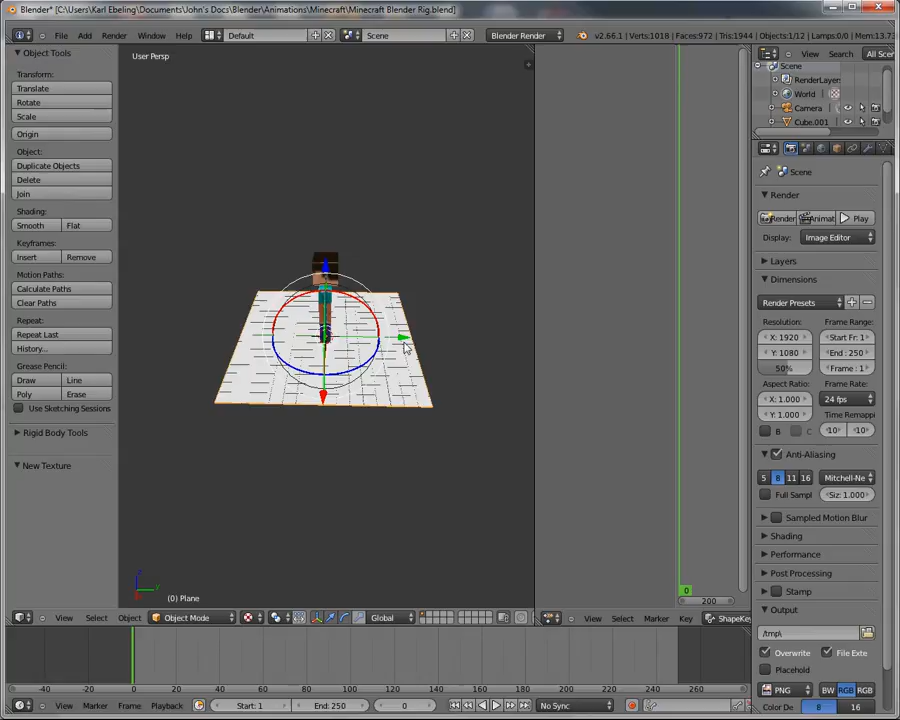 Blender* [C:\Users\Karl Ebeling\Documents\John's Docs\Blender\Animations\Minecraft\Minecraft Blender Rig.blend]
File Add Render Window Help Default Scene Blender Render v2.66.1 | Verts:1018 | Faces:972 | Tris:1944 | Objects:1/12 | Lamps:0/0 | Mem:13.73
Object Tools
Transform:
Translate
Rotate
Scale
Origin
Object:
Duplicate Objects
Delete
Join
Shading:
Smooth Flat
Keyframes:
Insert Remove
Motion Paths:
Calculate Paths
Clear Paths
Repeat:
Repeat Last
History...
Grease Pencil:
Draw Line
Poly Erase
Use Sketching Sessions
Rigid Body Tools
New Texture
User Persp
(0) Plane
View Select Object Object Mode Global
0
200
View Select Marker Key ShapeKey
View Search All Scen
Scene
RenderLayers
World
Camera
Cube.001
Scene
Render
Render Animat Play
Display: Image Editor
Layers
Dimensions
Render Presets
Resolution: Frame Range:
X: 1920 Start Fr: 1
Y: 1080 End: 250
50% Frame: 1
Aspect Ratio: Frame Rate:
X: 1.000 24 fps
Y: 1.000 Time Remappi
B C 10 10
Anti-Aliasing
5 8 11 16 Mitchell-Ne
Full Sampl Siz: 1.000
Sampled Motion Blur
Shading
Performance
Post Processing
Stamp
Output
/tmp\
Overwrite File Exte
Placehold
PNG BW RGB RGB
Color De 8 16
-40 -20 0 20 40 60 80 100 120 140 160 180 200 220 240 260
View Marker Frame Playback Start: 1 End: 250 0 No Sync